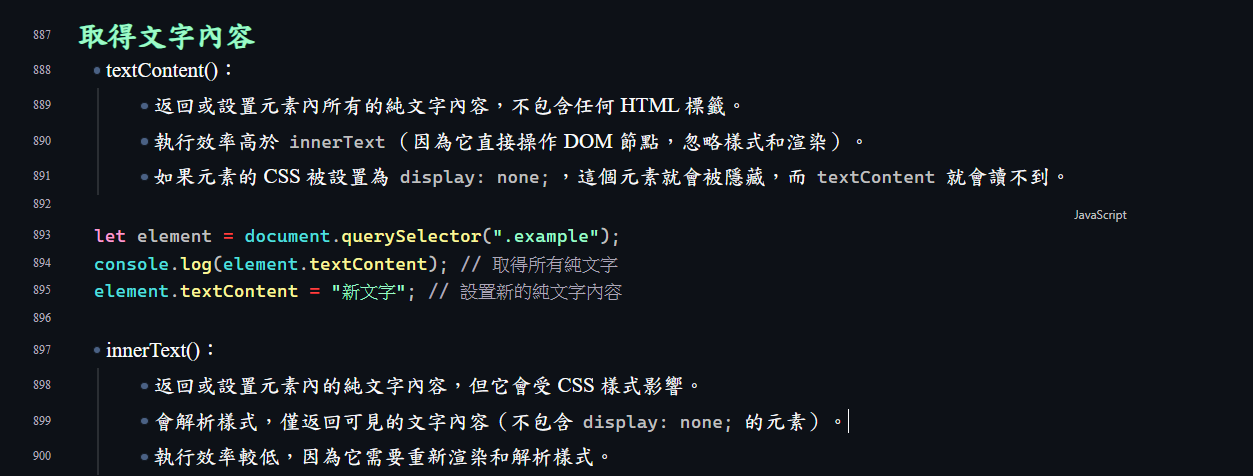 887 取得文字內容
888 textContent()：
889 返回或設置元素內所有的純文字內容，不包含任何 HTML 標籤。
890 執行效率高於 innerText （因為它直接操作 DOM 節點，忽略樣式和渲染）。
891 如果元素的 CSS 被設置為 display: none; ，這個元素就會被隱藏，而 textContent 就會讀不到。
892
JavaScript
893 let element = document.querySelector(".example");
894 console.log(element.textContent); // 取得所有純文字
895 element.textContent = "新文字"; // 設置新的純文字內容
896
897 innerText()：
898 返回或設置元素內的純文字內容，但它會受 CSS 樣式影響。
899 會解析樣式，僅返回可見的文字內容（不包含 display: none; 的元素）。
900 執行效率較低，因為它需要重新渲染和解析樣式。